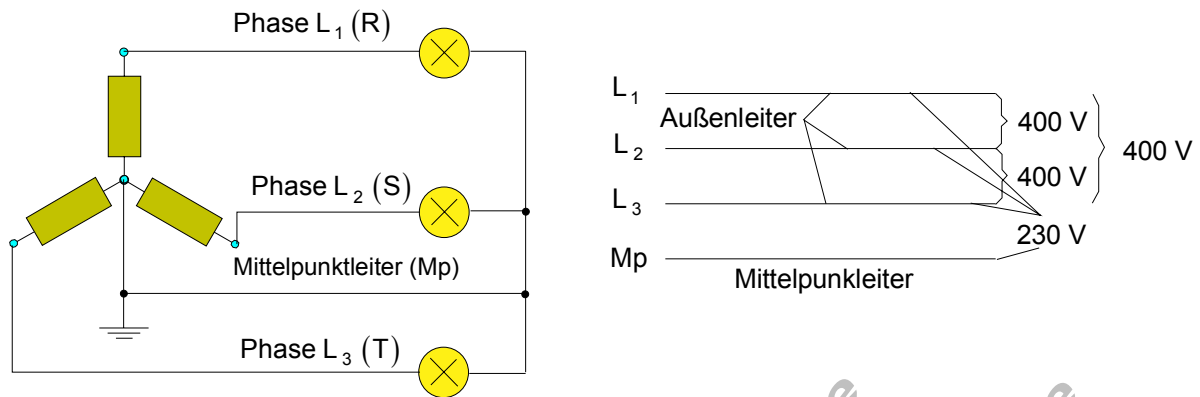 Phase L₁ (R)
Phase L₂ (S)
Mittelpunktleiter (Mp)
Phase L₃ (T)
L₁
Außenleiter
400 V
L₂
400 V
400 V
L₃
230 V
Mp
Mittelpunkleiter
e
e